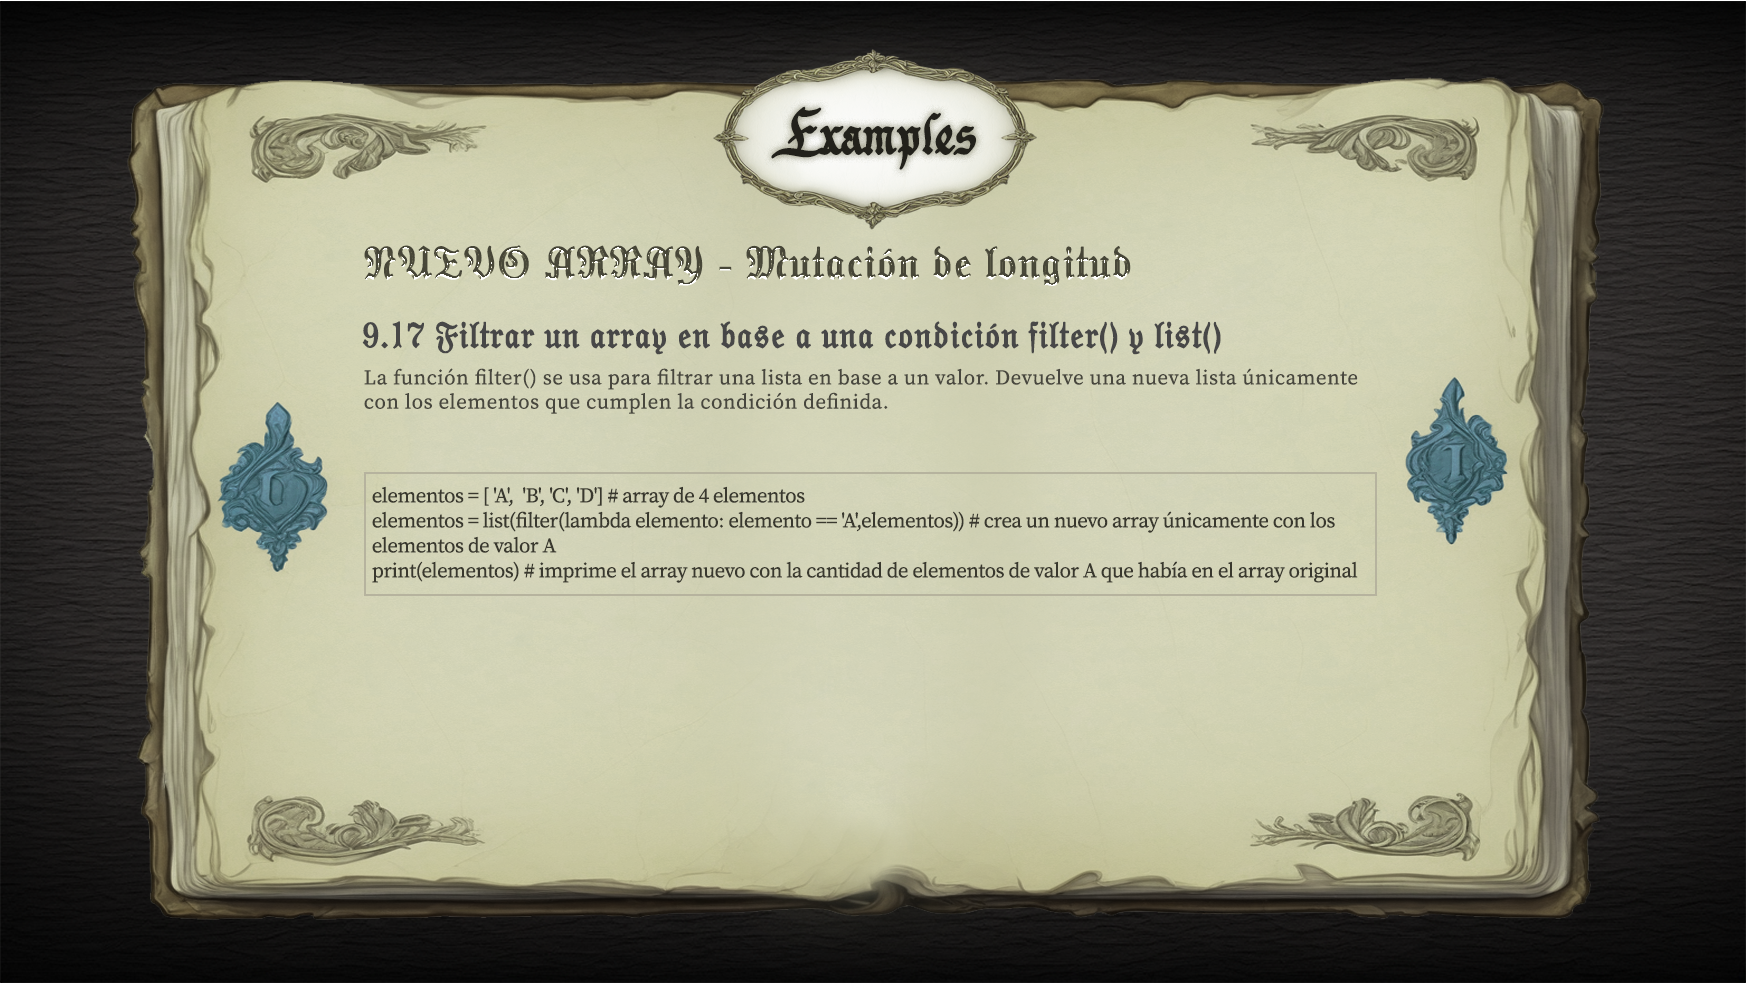 Examples
NUEVO ARRAY - Mutación de longitud
9.17 Filtrar un array en base a una condición filter() y list()
La función filter() se usa para filtrar una lista en base a un valor. Devuelve una nueva lista únicamente
con los elementos que cumplen la condición definida.
elementos = [ 'A',  'B', 'C', 'D'] # array de 4 elementos
elementos = list(filter(lambda elemento: elemento == 'A',elementos)) # crea un nuevo array únicamente con los
elementos de valor A
print(elementos) # imprime el array nuevo con la cantidad de elementos de valor A que había en el array original